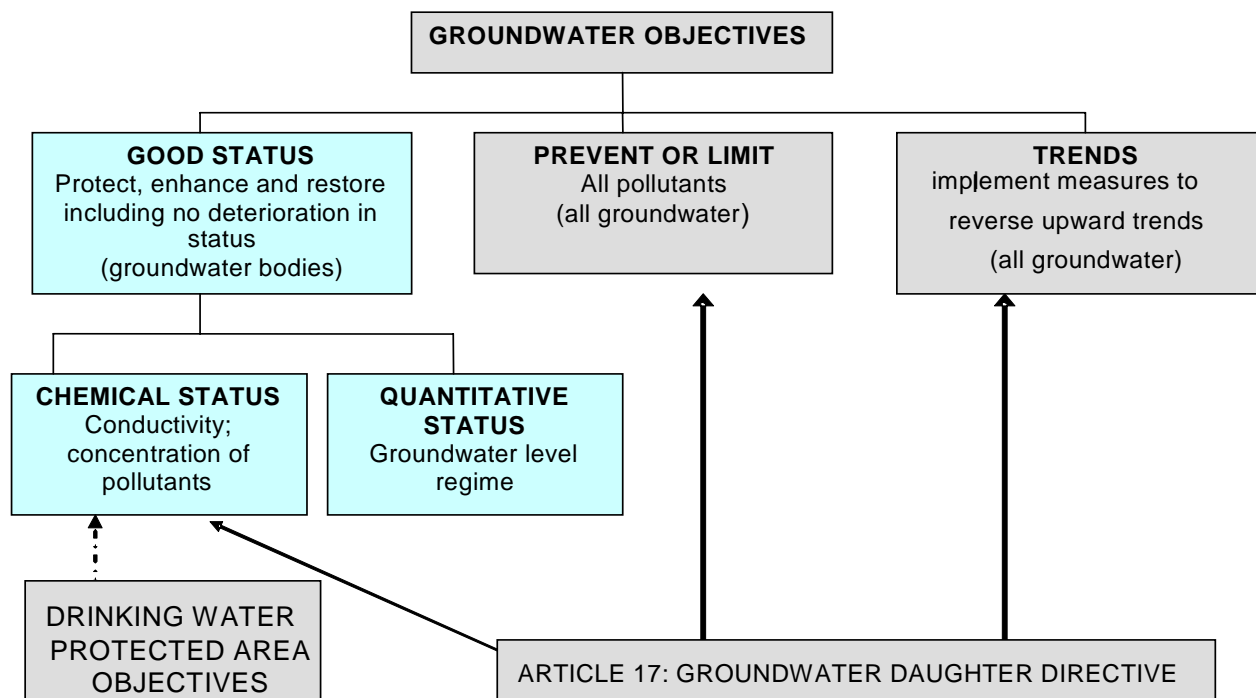 GROUNDWATER OBJECTIVES
GOOD STATUS
Protect, enhance and restore
including no deterioration in
status
(groundwater bodies)
PREVENT OR LIMIT
All pollutants
(all groundwater)
TRENDS
implement measures to
reverse upward trends
(all groundwater)
CHEMICAL STATUS
Conductivity;
concentration of
pollutants
QUANTITATIVE
STATUS
Groundwater level
regime
DRINKING WATER
PROTECTED AREA
OBJECTIVES
ARTICLE 17: GROUNDWATER DAUGHTER DIRECTIVE